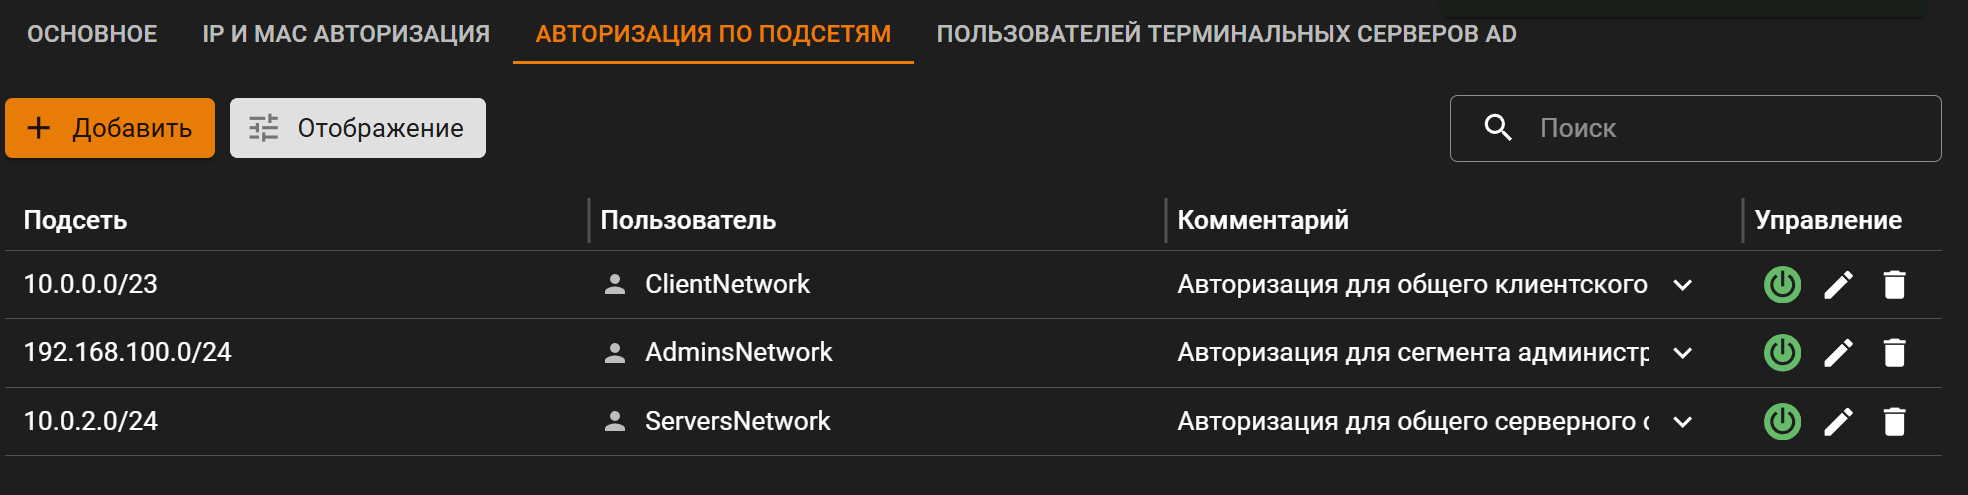 ОСНОВНОЕ IP И MAC АВТОРИЗАЦИЯ АВТОРИЗАЦИЯ ПО ПОДСЕТЯМ ПОЛЬЗОВАТЕЛЕЙ ТЕРМИНАЛЬНЫХ СЕРВЕРОВ AD
Добавить Отображение Поиск
Подсеть Пользователь Комментарий Управление
10.0.0.0/23 ClientNetwork Авторизация для общего клиентского
192.168.100.0/24 AdminsNetwork Авторизация для сегмента администр
10.0.2.0/24 ServersNetwork Авторизация для общего серверного с